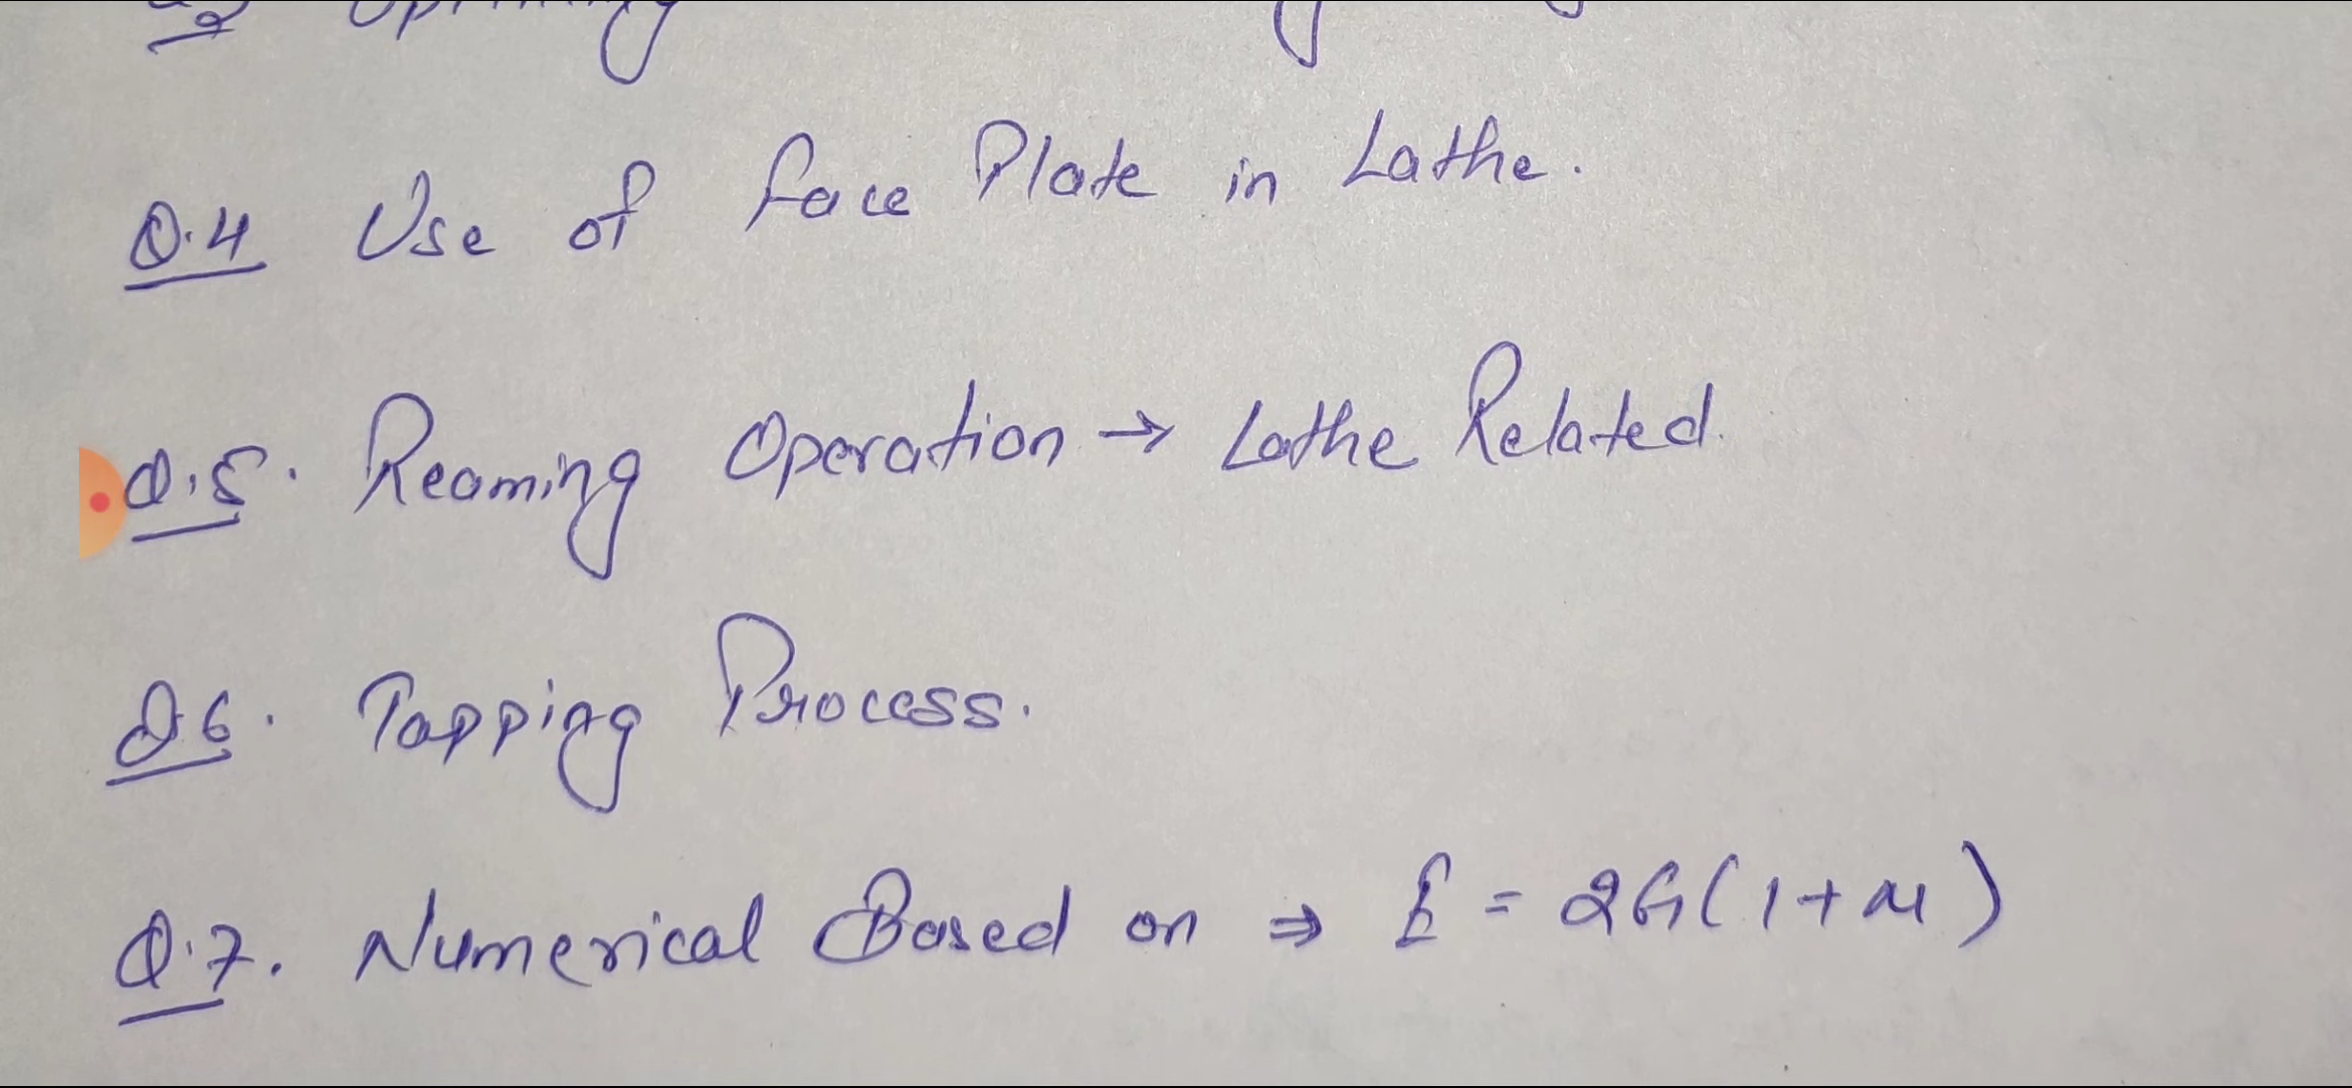 Q.4 Use of face Plate in Lathe.
Q.5. Reaming Operation → Lathe Related.
Q.6. Tapping Process.
Q.7. Numerical Based on ⇒ E = 2G(1+μ)